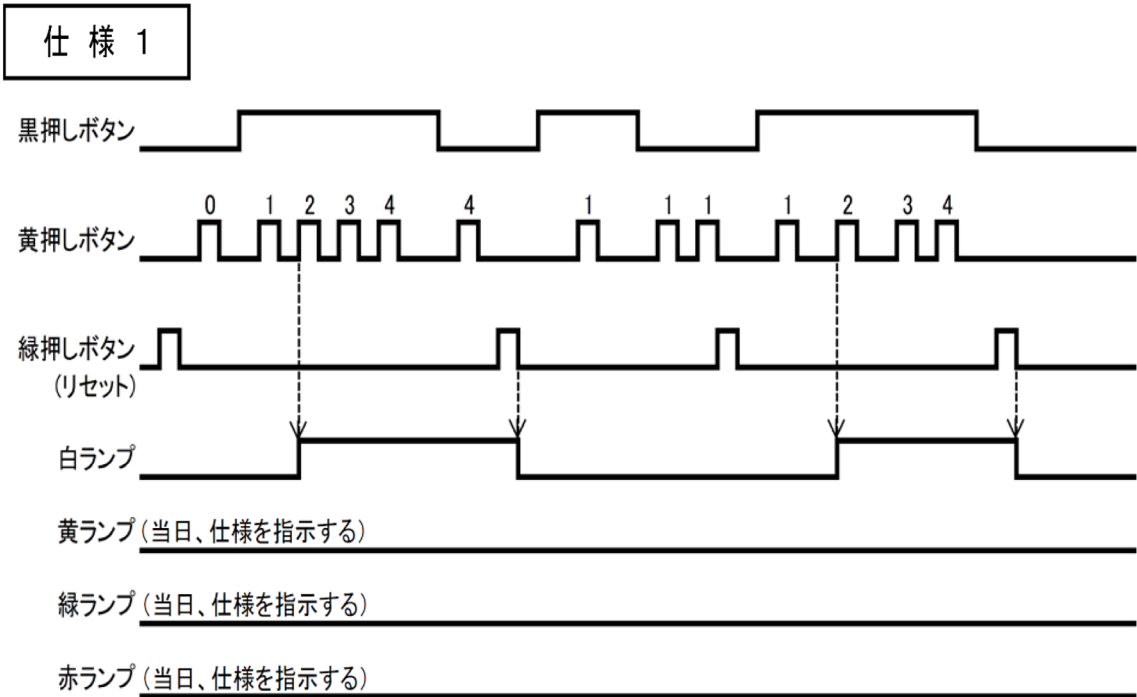 仕 様 1
黒押しボタン
0 1 2 3 4 4 1 1 1 1 2 3 4
黄押しボタン
緑押しボタン
(リセット)
白ランプ
黄ランプ(当日、仕様を指示する)
緑ランプ(当日、仕様を指示する)
赤ランプ(当日、仕様を指示する)